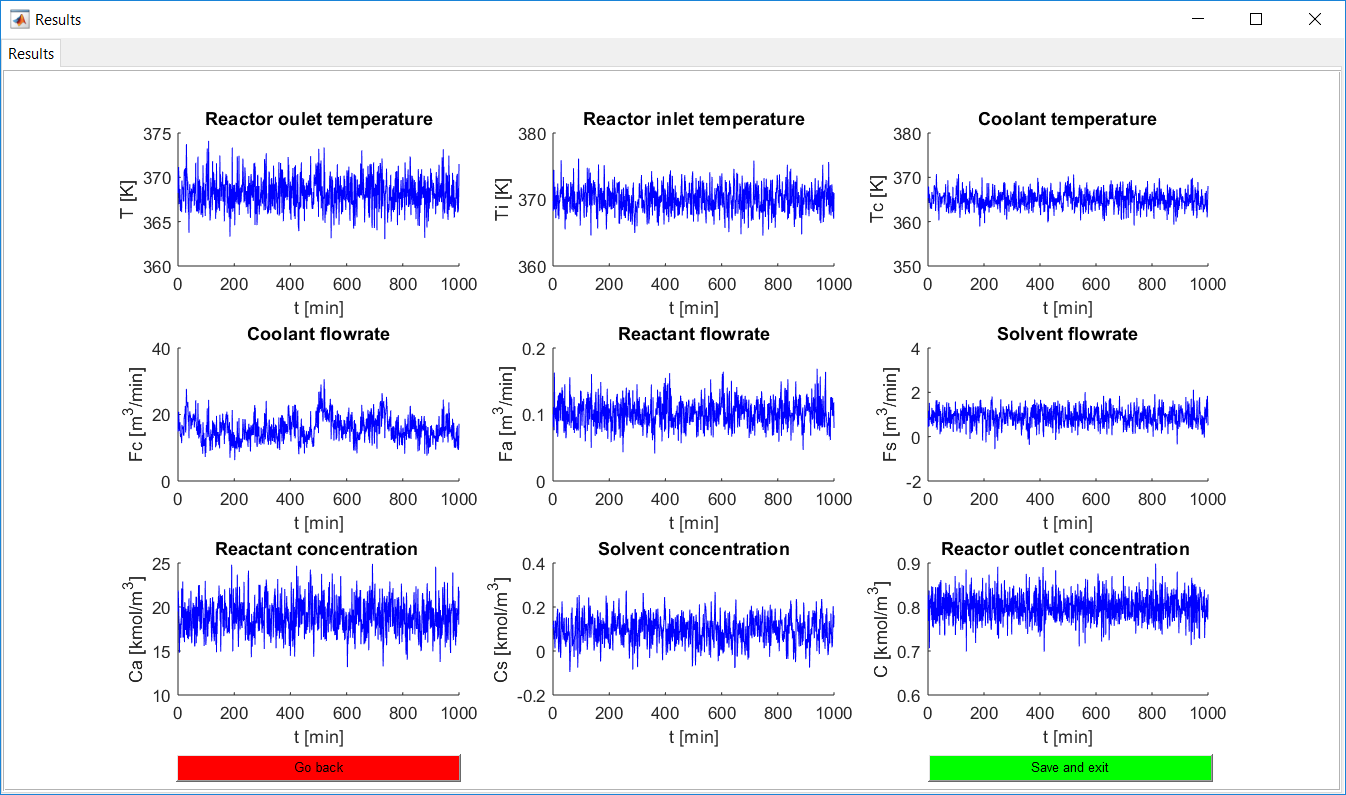 Results
Results
Reactor oulet temperature
375
370
365
360
T [K]
0 200 400 600 800 1000
t [min]
Reactor inlet temperature
380
370
360
Ti [K]
0 200 400 600 800 1000
t [min]
Coolant temperature
380
370
360
350
Tc [K]
0 200 400 600 800 1000
t [min]
Coolant flowrate
40
20
0
Fc [m³/min]
0 200 400 600 800 1000
t [min]
Reactant flowrate
0.2
0.1
0
Fa [m³/min]
0 200 400 600 800 1000
t [min]
Solvent flowrate
4
2
0
-2
Fs [m³/min]
0 200 400 600 800 1000
t [min]
Reactant concentration
25
20
15
10
Ca [kmol/m³]
0 200 400 600 800 1000
t [min]
Solvent concentration
0.4
0.2
0
-0.2
Cs [kmol/m³]
0 200 400 600 800 1000
t [min]
Reactor outlet concentration
0.9
0.8
0.7
0.6
C [kmol/m³]
0 200 400 600 800 1000
t [min]
Go back
Save and exit